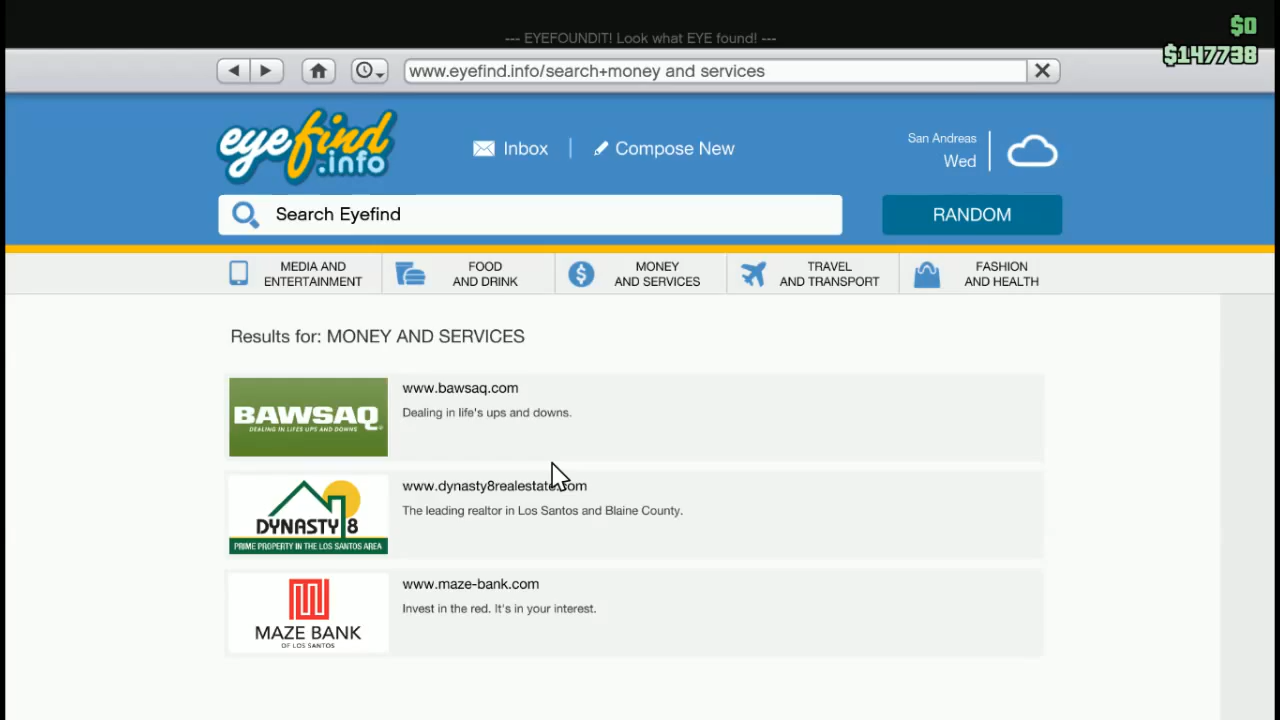 --- EYEFOUNDIT! Look what EYE found! ---
$0
$147738
www.eyefind.info/search+money and services
eyefind
.info
Inbox
Compose New
San Andreas
Wed
Search Eyefind
RANDOM
MEDIA AND
ENTERTAINMENT
FOOD
AND DRINK
MONEY
AND SERVICES
TRAVEL
AND TRANSPORT
FASHION
AND HEALTH
Results for: MONEY AND SERVICES
BAWSAQ
DEALING IN LIFE'S UPS AND DOWNS
www.bawsaq.com
Dealing in life's ups and downs.
DYNASTY 8
PRIME PROPERTY IN THE LOS SANTOS AREA
www.dynasty8realestate.com
The leading realtor in Los Santos and Blaine County.
MAZE BANK
OF LOS SANTOS
www.maze-bank.com
Invest in the red. It's in your interest.